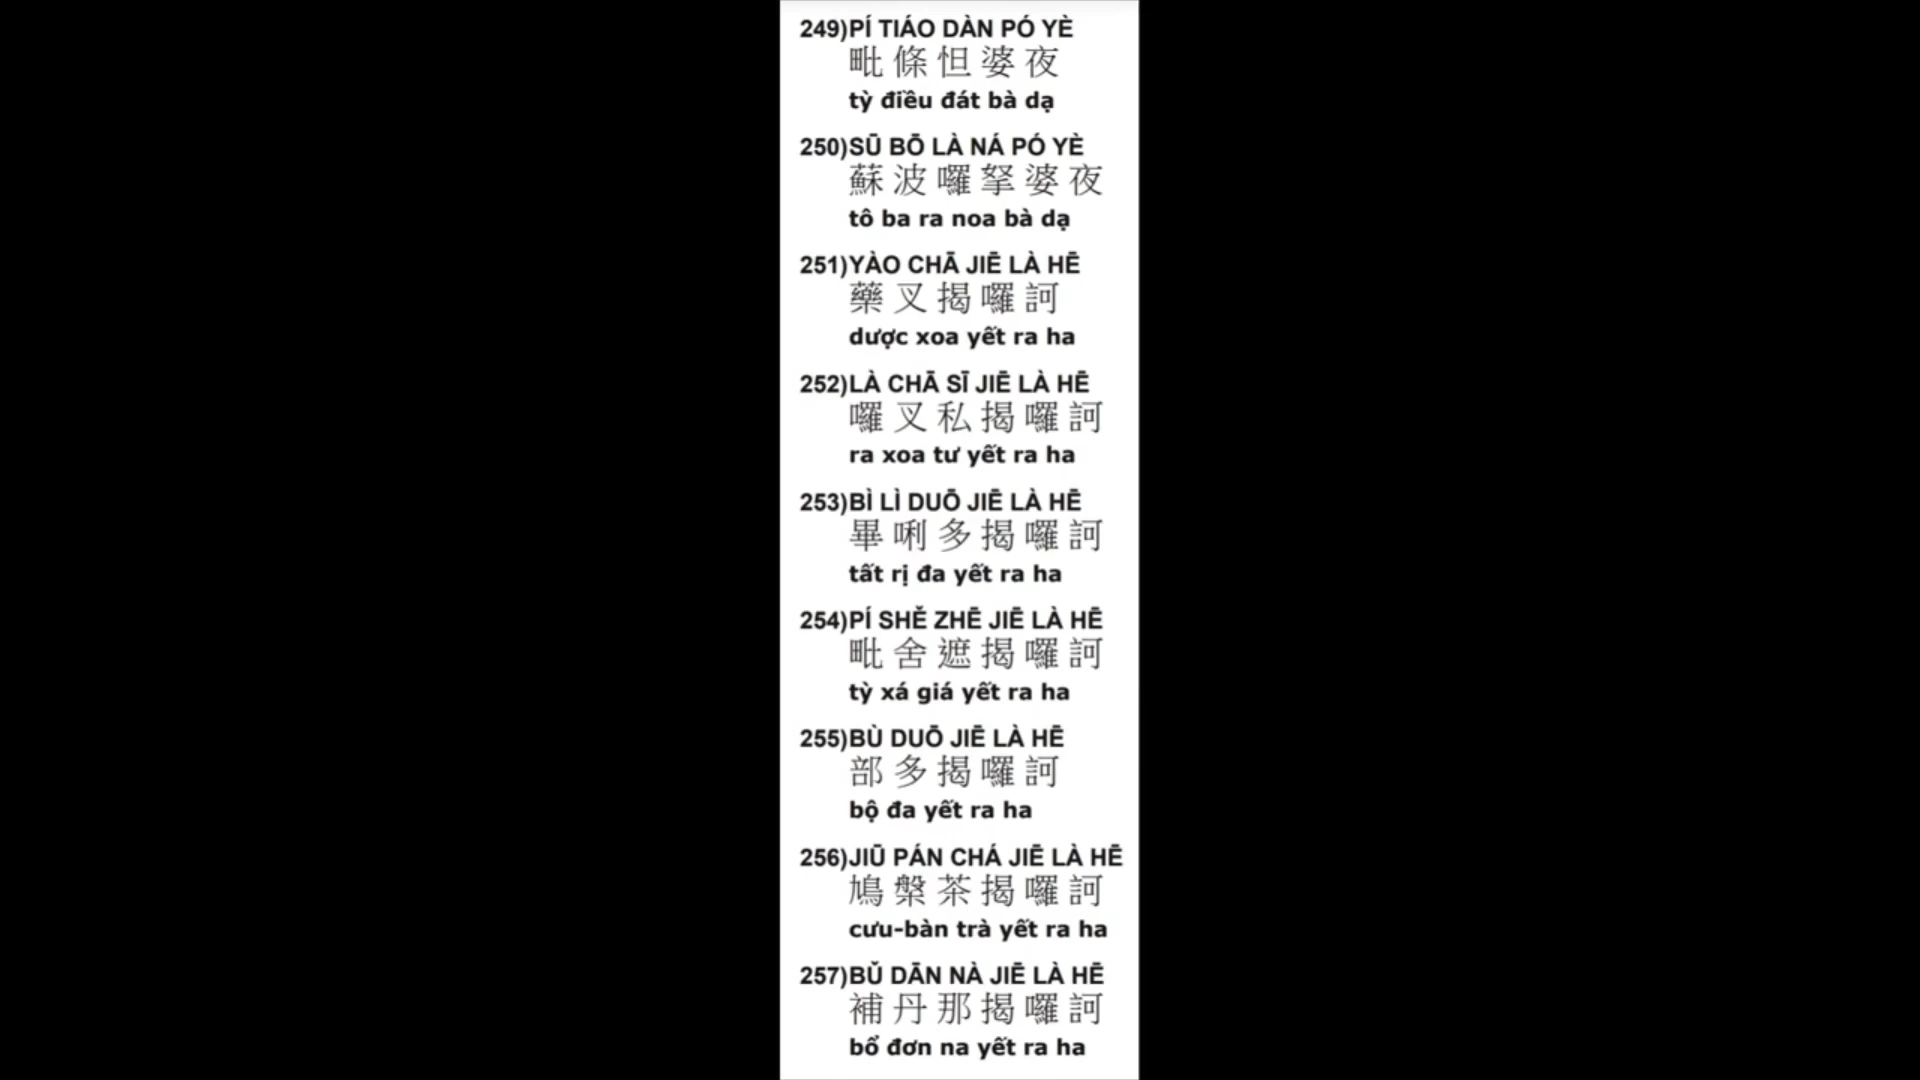 249)PÍ TIÁO DÀN PÓ YÈ
毗 條 怛 婆 夜
tỳ điều đát bà dạ
250)SŪ BŌ LÀ NÁ PÓ YÈ
蘇 波 囉 拏 婆 夜
tô ba ra noa bà dạ
251)YÀO CHĀ JIĒ LÀ HĒ
藥 叉 揭 囉 訶
dược xoa yết ra ha
252)LÀ CHĀ SĪ JIĒ LÀ HĒ
囉 叉 私 揭 囉 訶
ra xoa tư yết ra ha
253)BÌ LÌ DUŌ JIĒ LÀ HĒ
畢 唎 多 揭 囉 訶
tất rị đa yết ra ha
254)PÍ SHĚ ZHĒ JIĒ LÀ HĒ
毗 舍 遮 揭 囉 訶
tỳ xá giá yết ra ha
255)BÙ DUŌ JIĒ LÀ HĒ
部 多 揭 囉 訶
bộ đa yết ra ha
256)JIŪ PÁN CHÁ JIĒ LÀ HĒ
鳩 槃 茶 揭 囉 訶
cưu-bàn trà yết ra ha
257)BǓ DĀN NÀ JIĒ LÀ HĒ
補 丹 那 揭 囉 訶
bổ đơn na yết ra ha